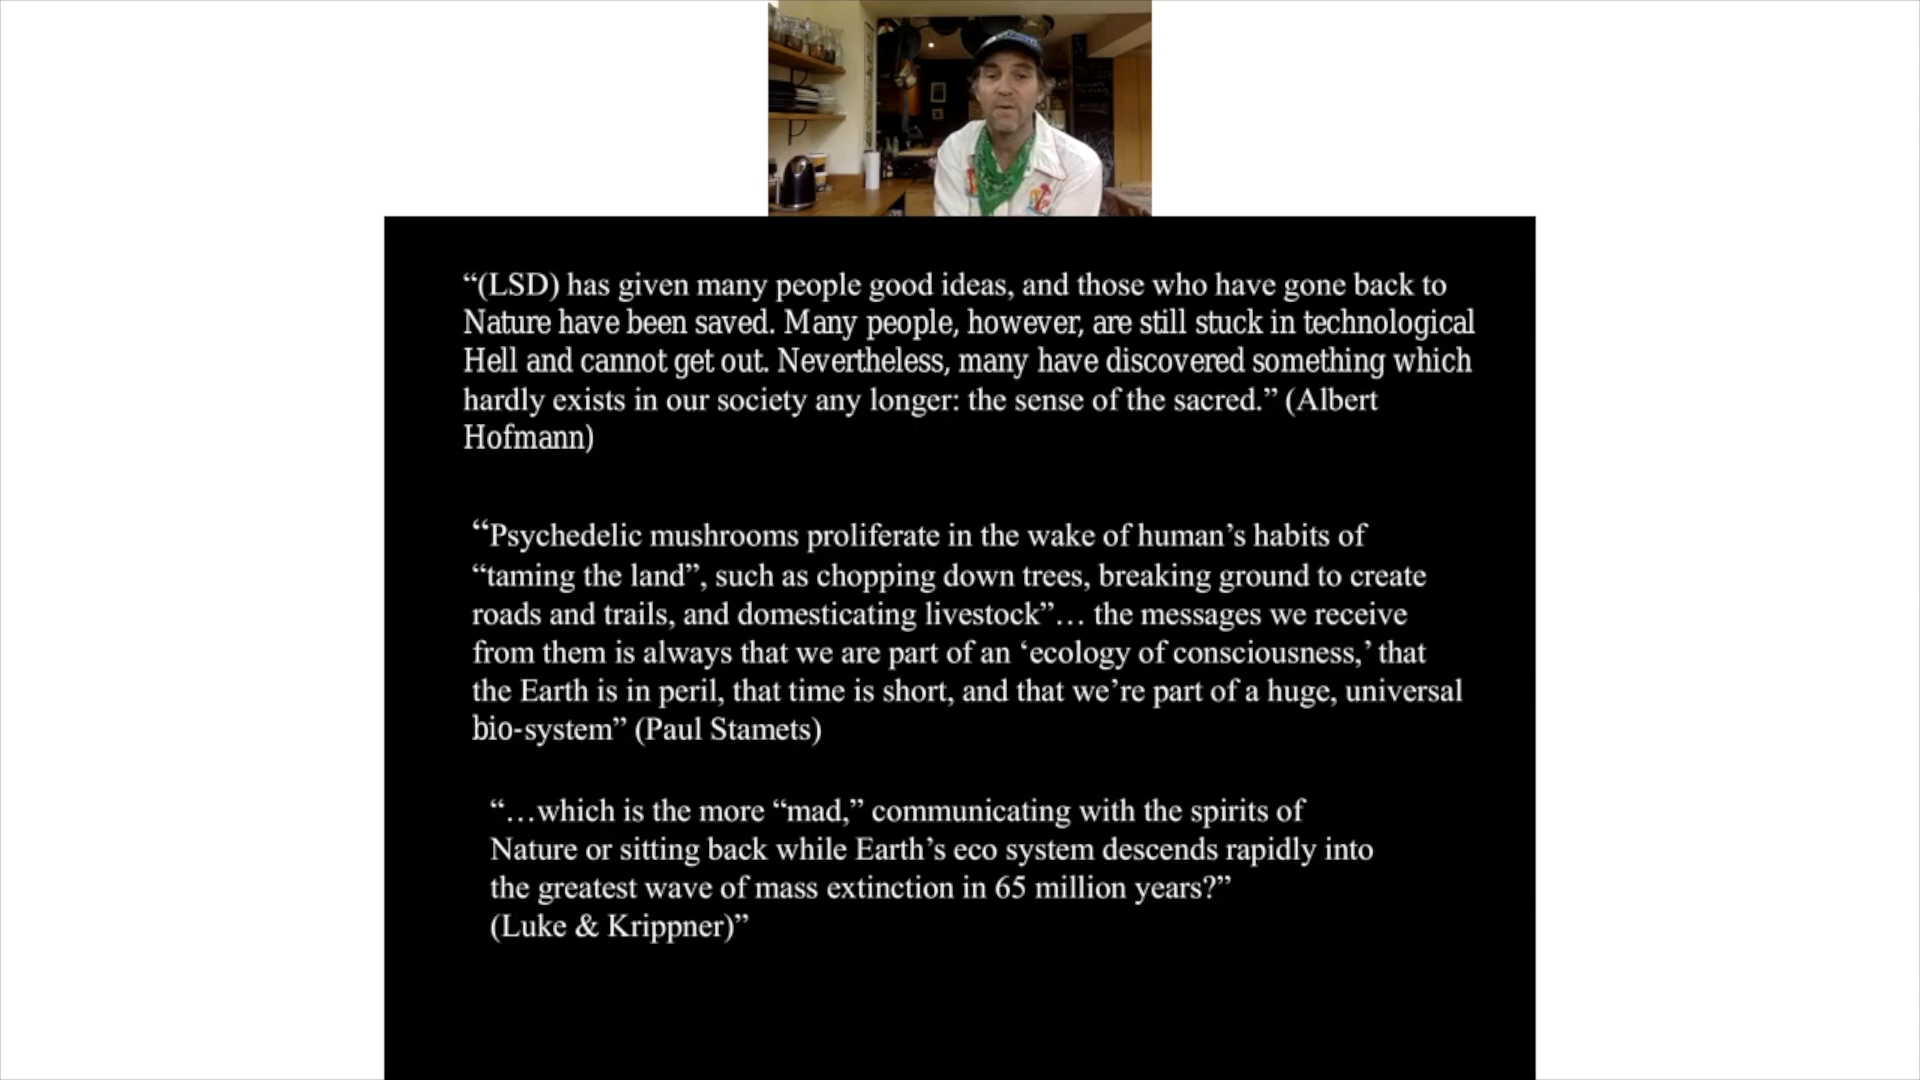 “(LSD) has given many people good ideas, and those who have gone back to
Nature have been saved. Many people, however, are still stuck in technological
Hell and cannot get out. Nevertheless, many have discovered something which
hardly exists in our society any longer: the sense of the sacred.” (Albert
Hofmann)
“Psychedelic mushrooms proliferate in the wake of human’s habits of
“taming the land”, such as chopping down trees, breaking ground to create
roads and trails, and domesticating livestock”… the messages we receive
from them is always that we are part of an ‘ecology of consciousness,’ that
the Earth is in peril, that time is short, and that we’re part of a huge, universal
bio-system” (Paul Stamets)
“…which is the more “mad,” communicating with the spirits of
Nature or sitting back while Earth’s eco system descends rapidly into
the greatest wave of mass extinction in 65 million years?”
(Luke & Krippner)”